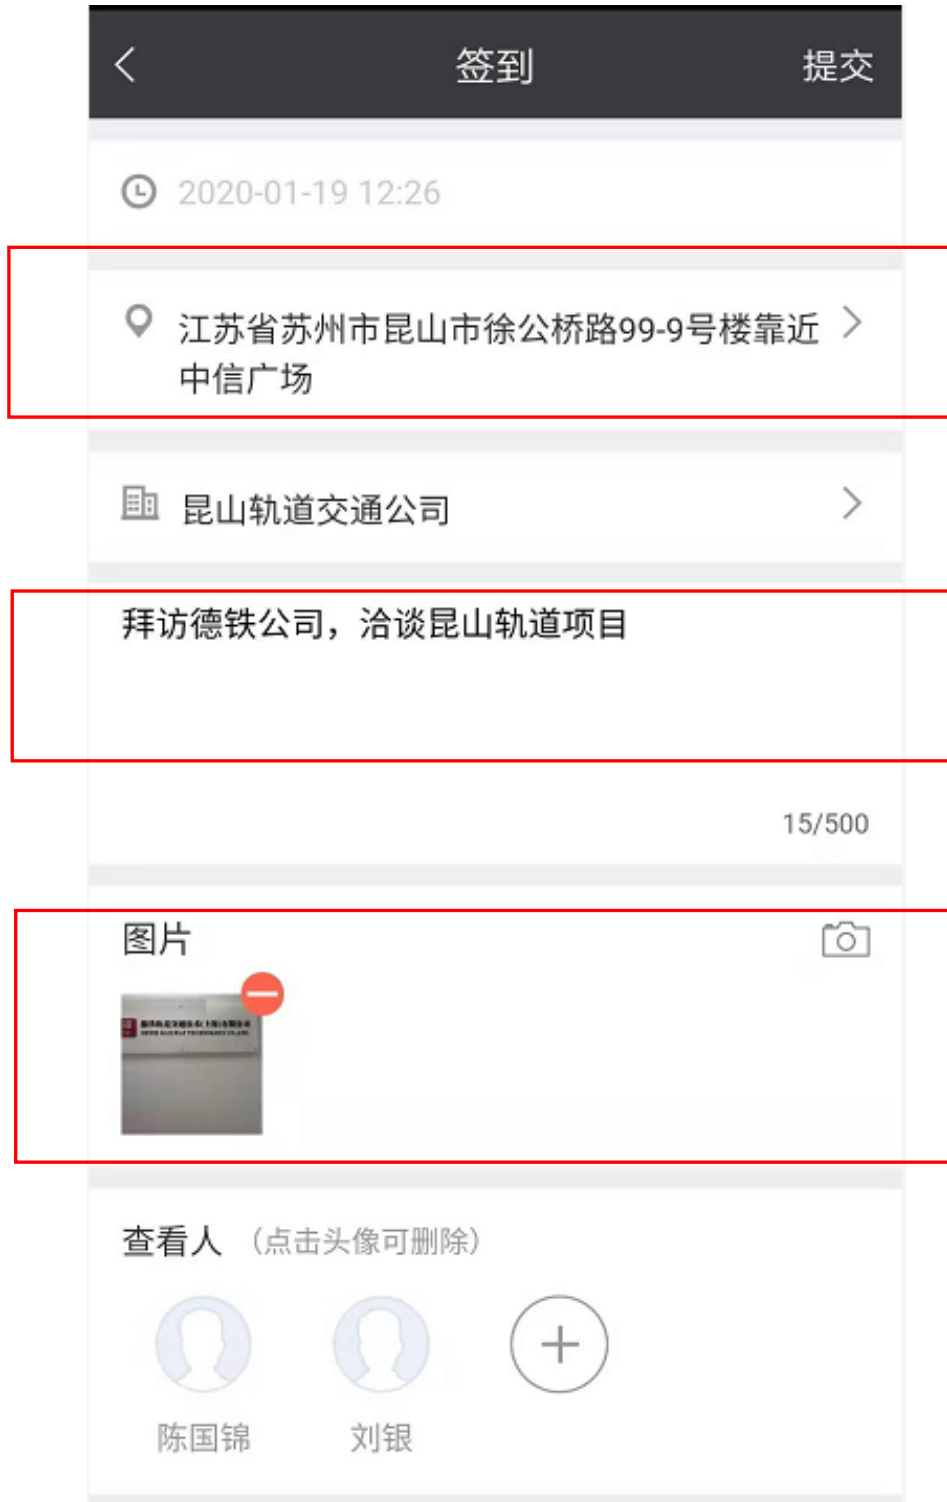 签到
提交
2020-01-19 12:26
江苏省苏州市昆山市徐公桥路99-9号楼靠近
中信广场
昆山轨道交通公司
拜访德铁公司，洽谈昆山轨道项目
15/500
图片
查看人 （点击头像可删除）
陈国锦
刘银